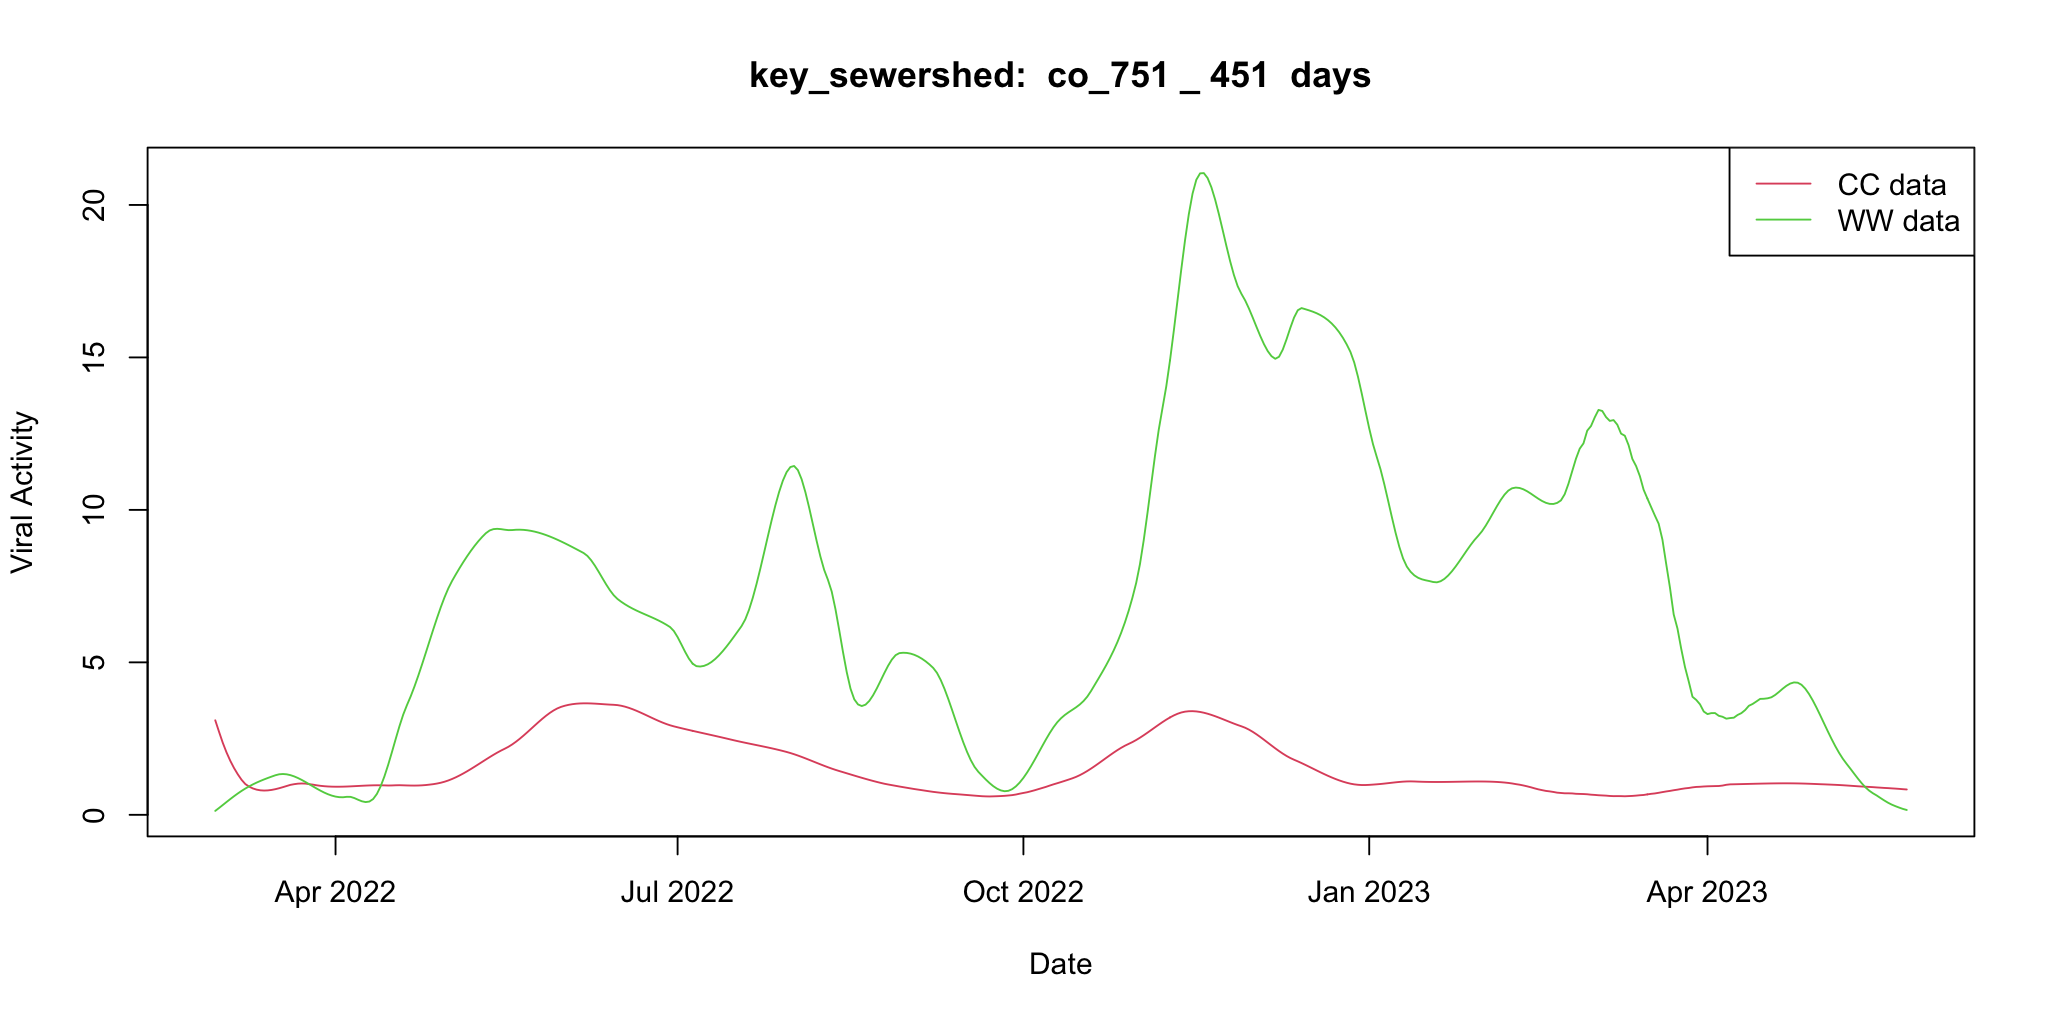 key_sewershed:  co_751 _ 451  days
CC data
WW data
Viral Activity
20
15
10
5
0
Apr 2022
Jul 2022
Oct 2022
Jan 2023
Apr 2023
Date